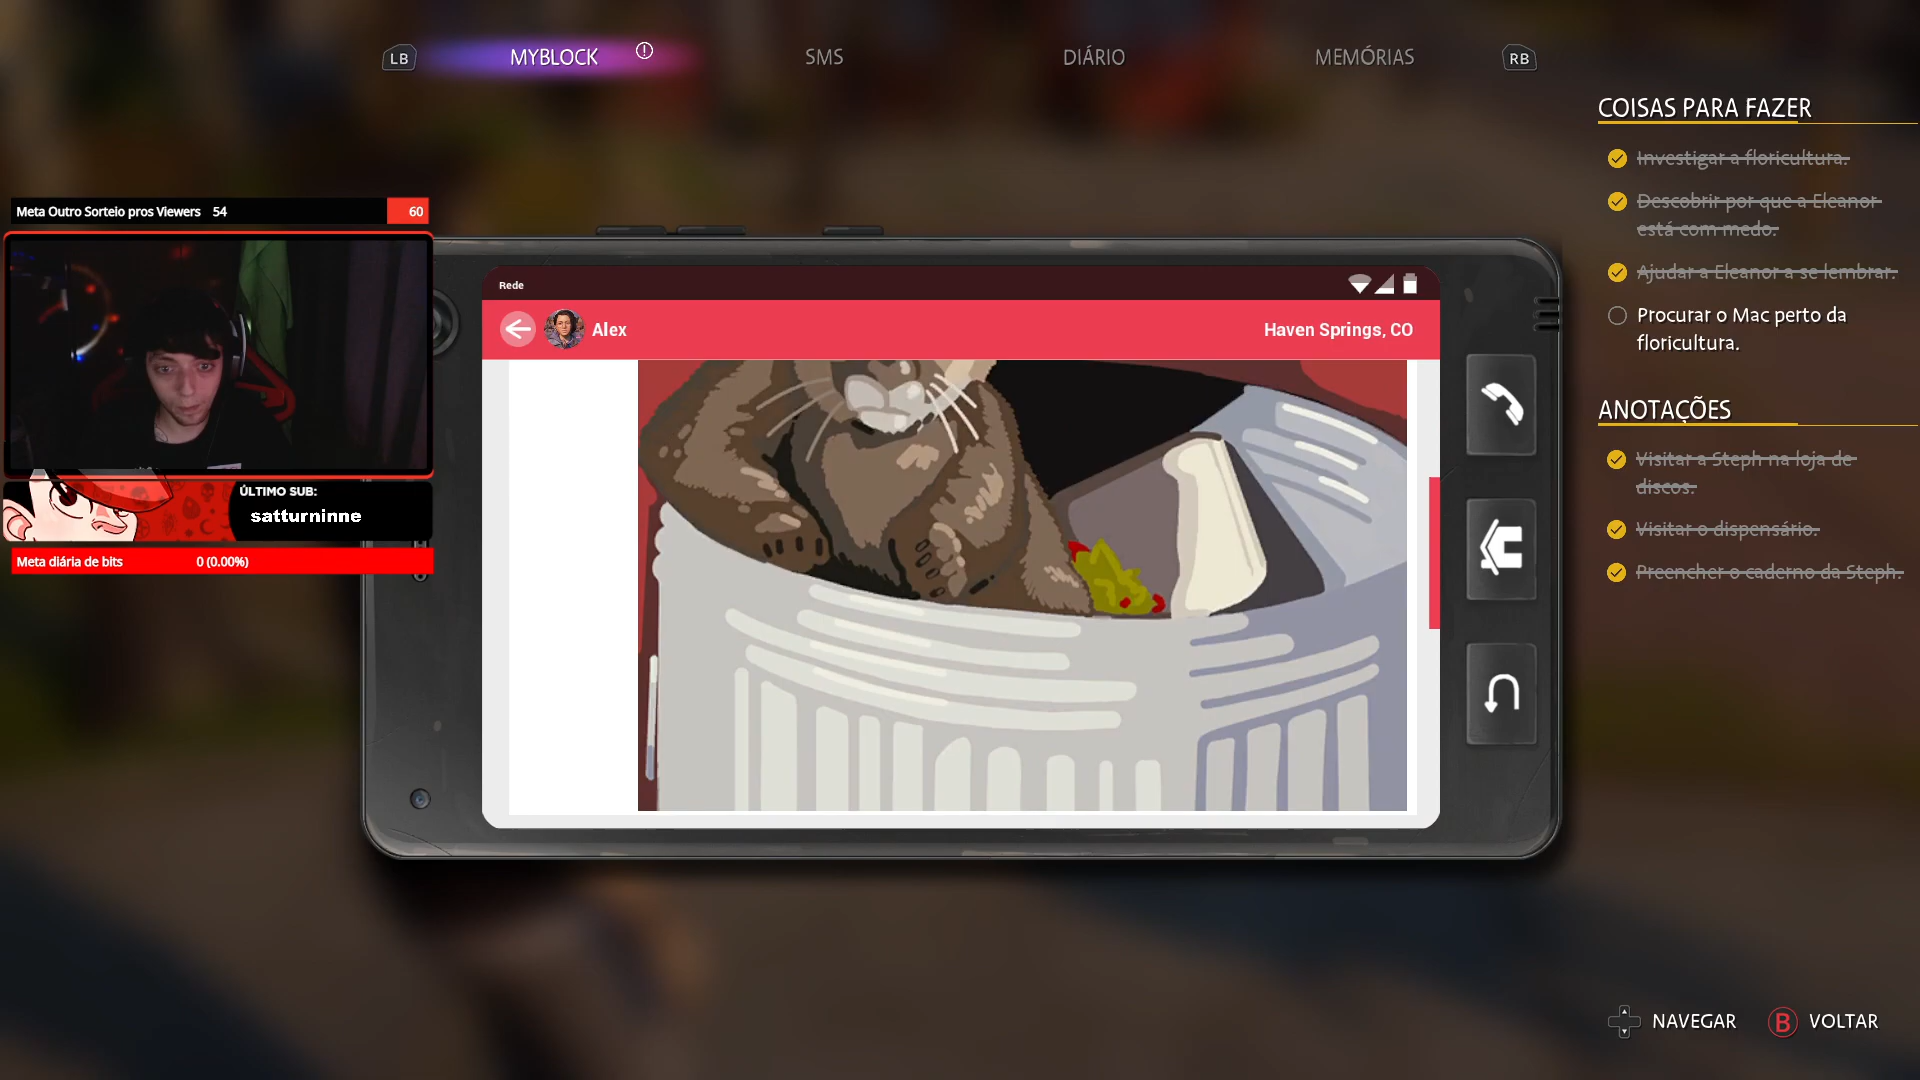 LB
MYBLOCK
SMS
DIÁRIO
MEMÓRIAS
RB
COISAS PARA FAZER
Investigar a floricultura.
Descobrir por que a Eleanor
está com medo.
Ajudar a Eleanor a se lembrar.
Procurar o Mac perto da
floricultura.
ANOTAÇÕES
Visitar a Steph na loja de
discos.
Visitar o dispensário.
Preencher o caderno da Steph.
Meta Outro Sorteio pros Viewers 54
60
Rede
Alex
Haven Springs, CO
ÚLTIMO SUB:
satturninne
Meta diária de bits 0 (0.00%)
NAVEGAR
B VOLTAR